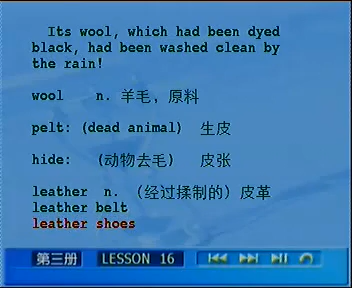 Its wool, which had been dyed
black, had been washed clean by
the rain!
wool n. 羊毛，原料
pelt: (dead animal) 生皮
hide: (动物去毛) 皮张
leather n. （经过揉制的）皮革
leather belt
leather shoes
第三册 LESSON 16